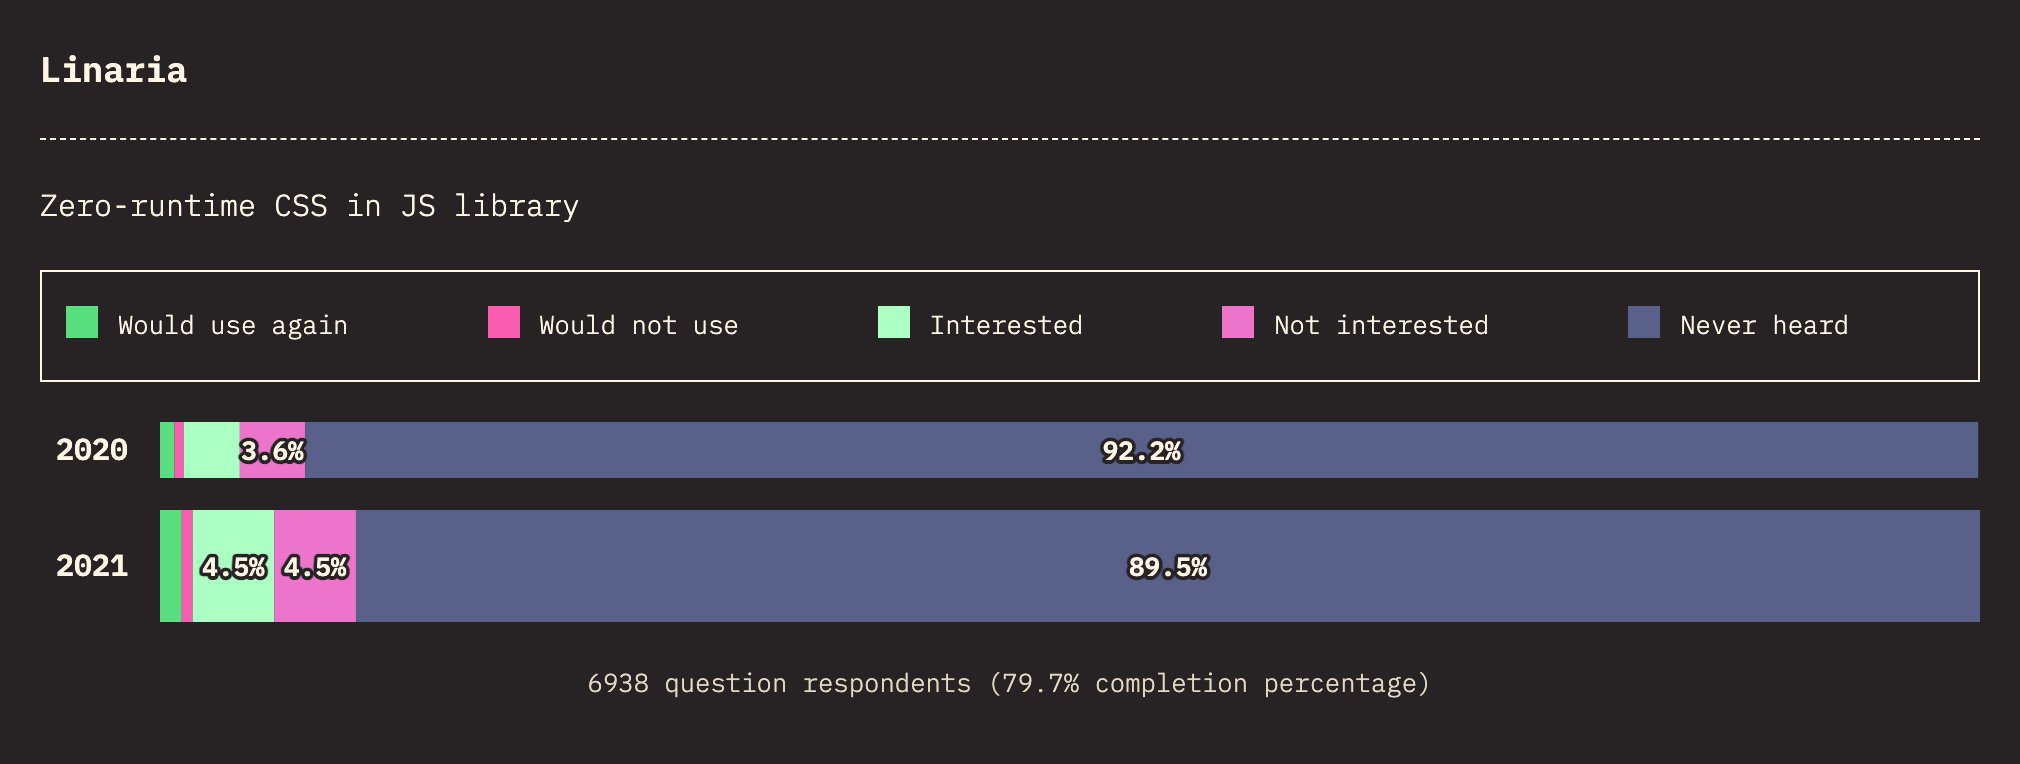 Linaria
Zero-runtime CSS in JS library
Would use again Would not use Interested Not interested Never heard
2020 3.6% 92.2%
2021 4.5% 4.5% 89.5%
6938 question respondents (79.7% completion percentage)